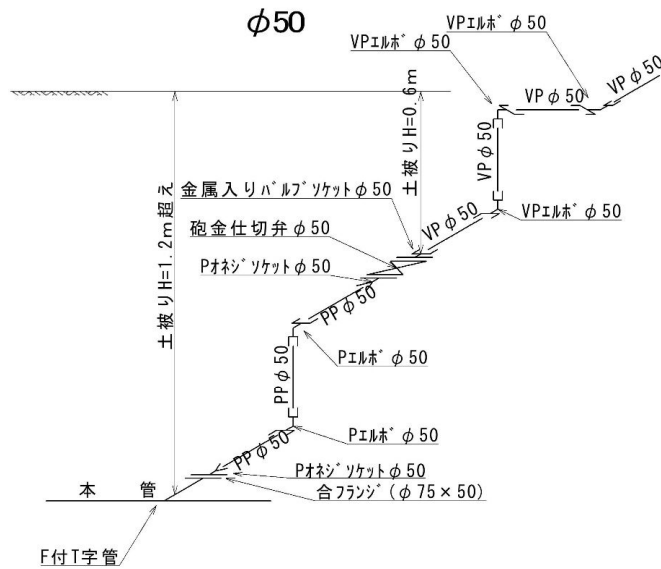 φ50
VPエルボφ50
VPエルボφ50
VPφ50
VPφ50
土被りH=0.6m
VPφ50
金属入りバルブソケットφ50
VPエルボφ50
VPφ50
砲金仕切弁φ50
土被りH=1.2m超え
Pオネジソケットφ50
PPφ50
Pエルボφ50
PPφ50
Pエルボφ50
PPφ50
Pオネジソケットφ50
合フランジ(φ75×50)
本 管
F付T字管